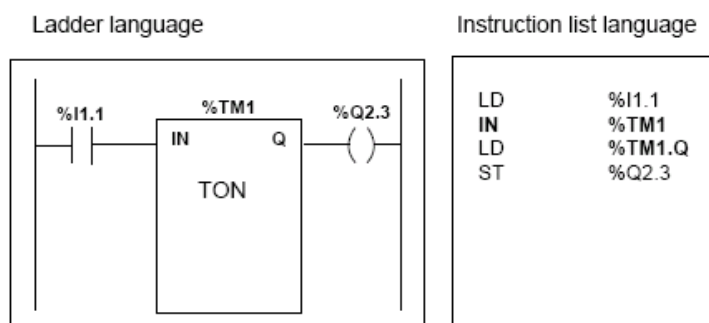 Ladder language
%I1.1
%TM1
%Q2.3
IN Q
TON
Instruction list language
LD %I1.1
IN %TM1
LD %TM1.Q
ST %Q2.3